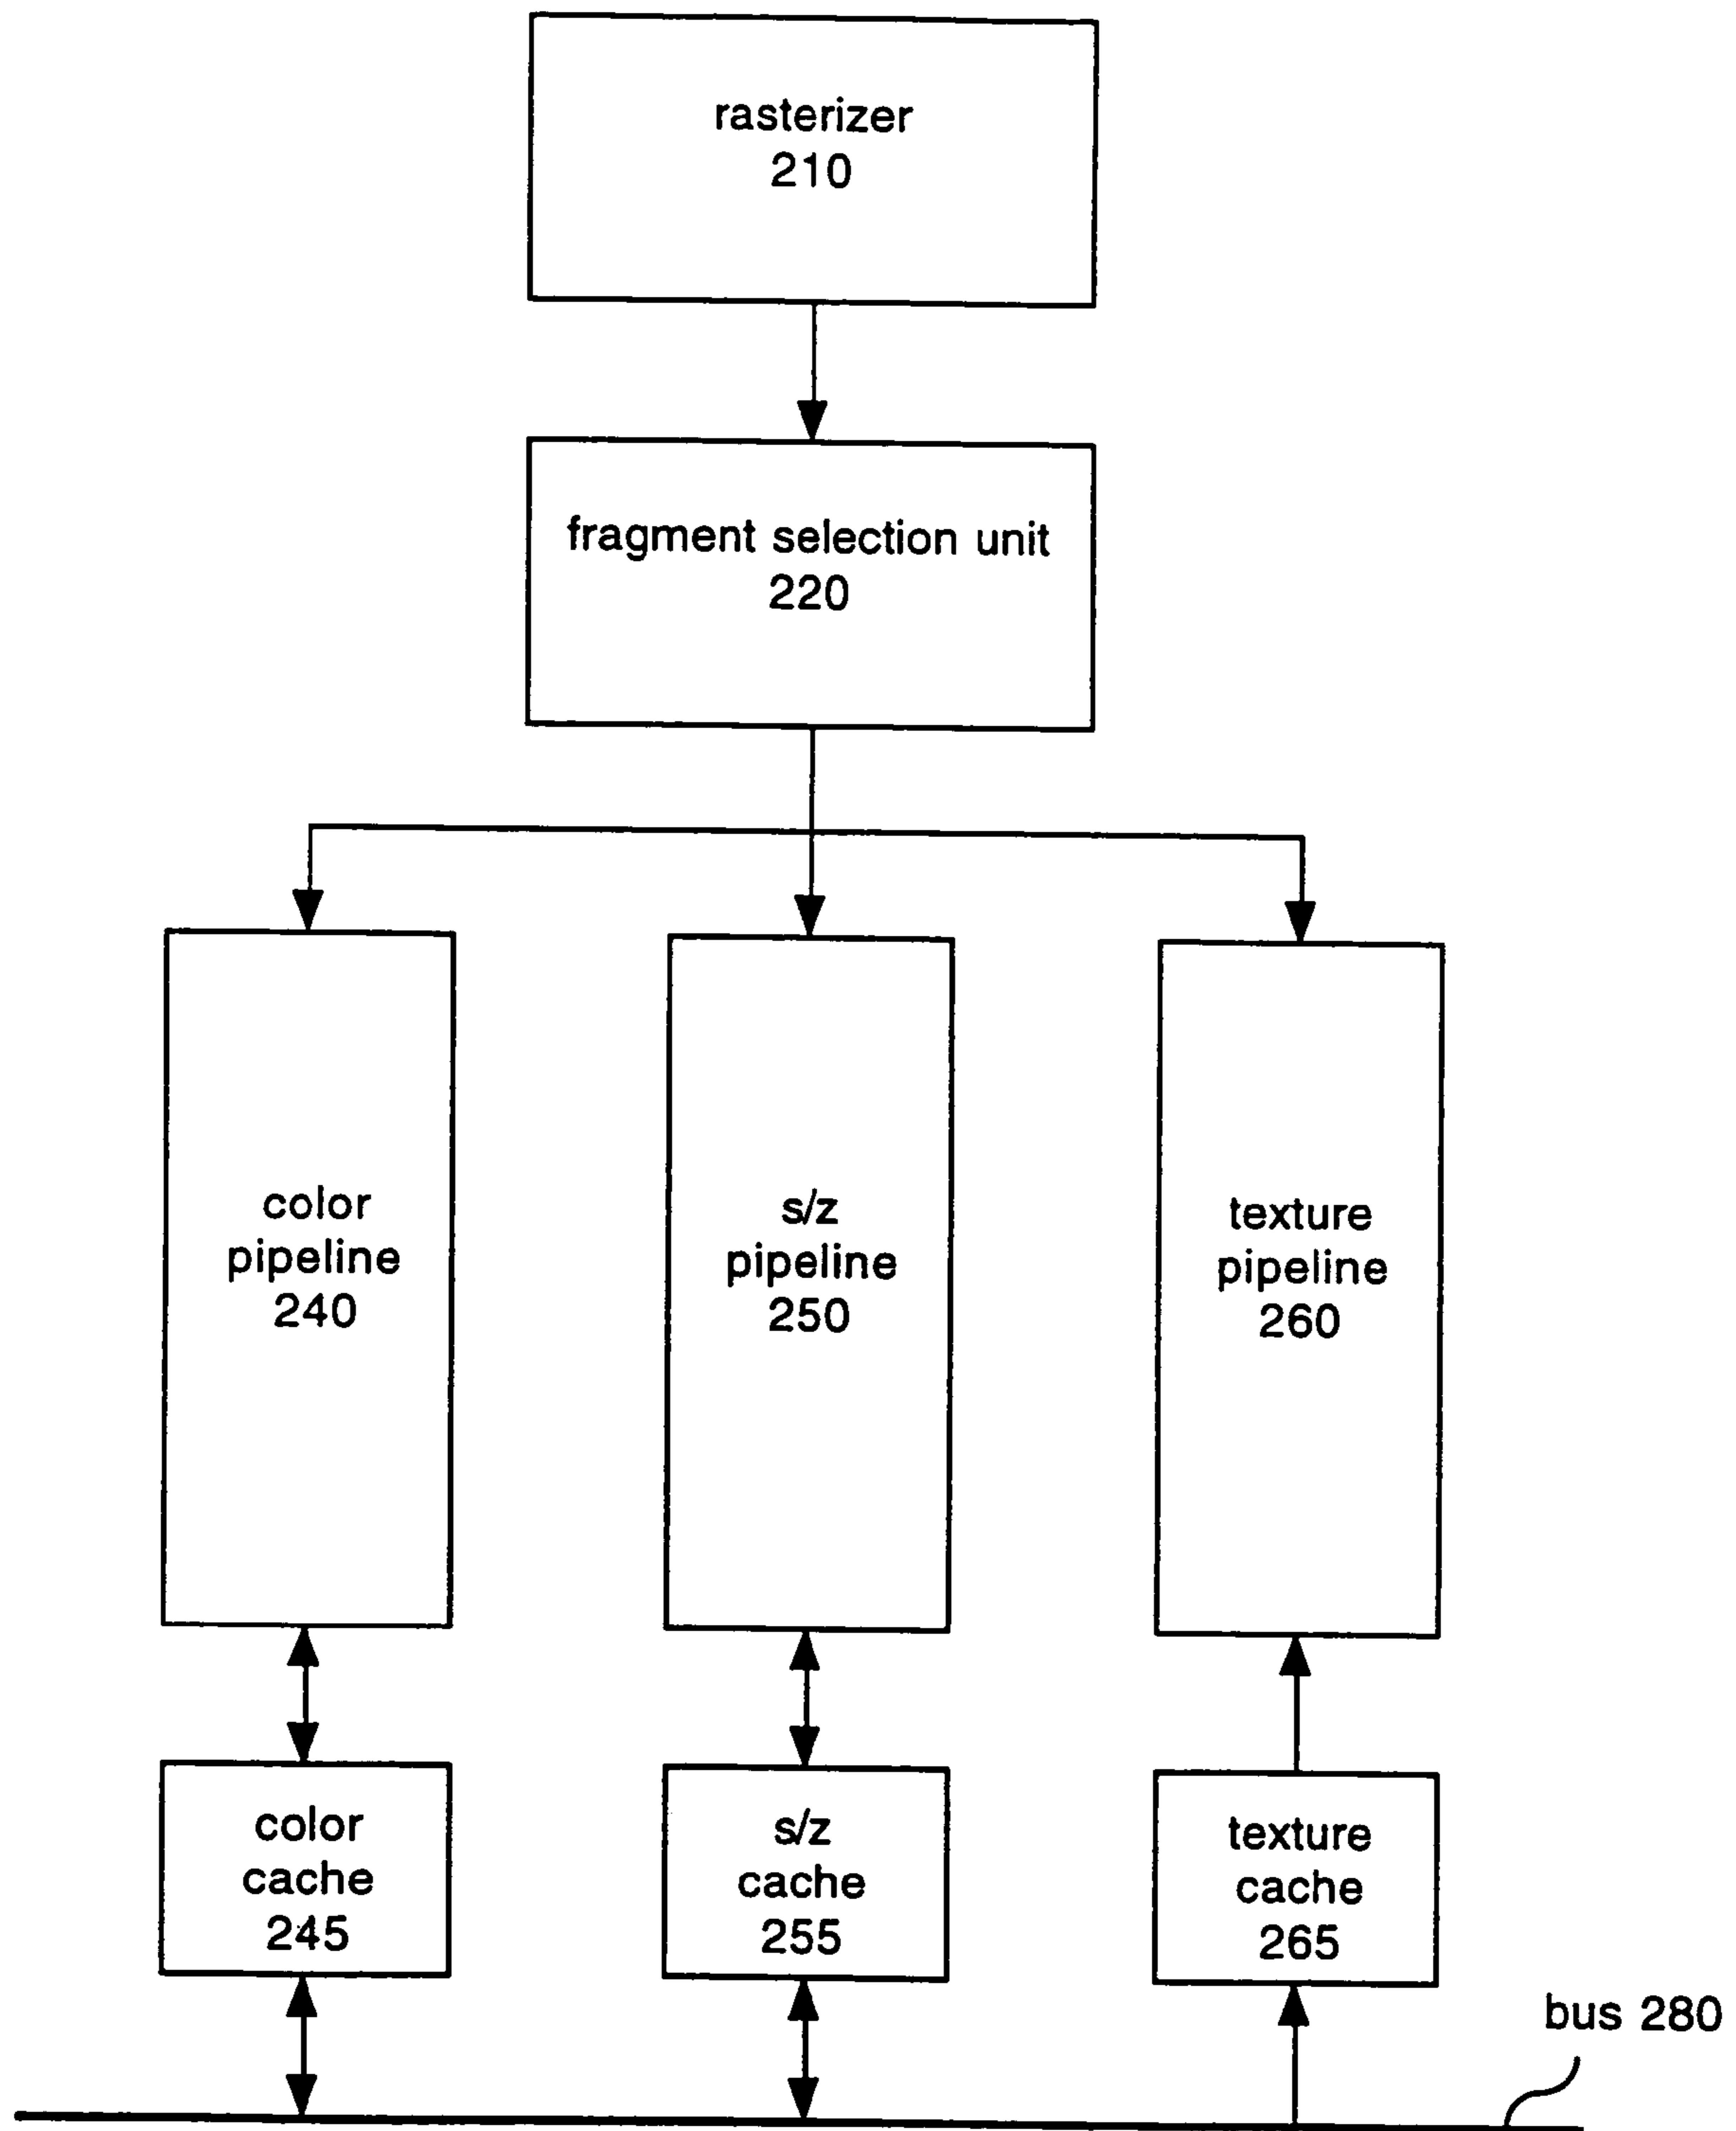 rasterizer
210
fragment selection unit
220
color
pipeline
240
s/z
pipeline
250
texture
pipeline
260
color
cache
245
s/z
cache
255
texture
cache
265
bus 280